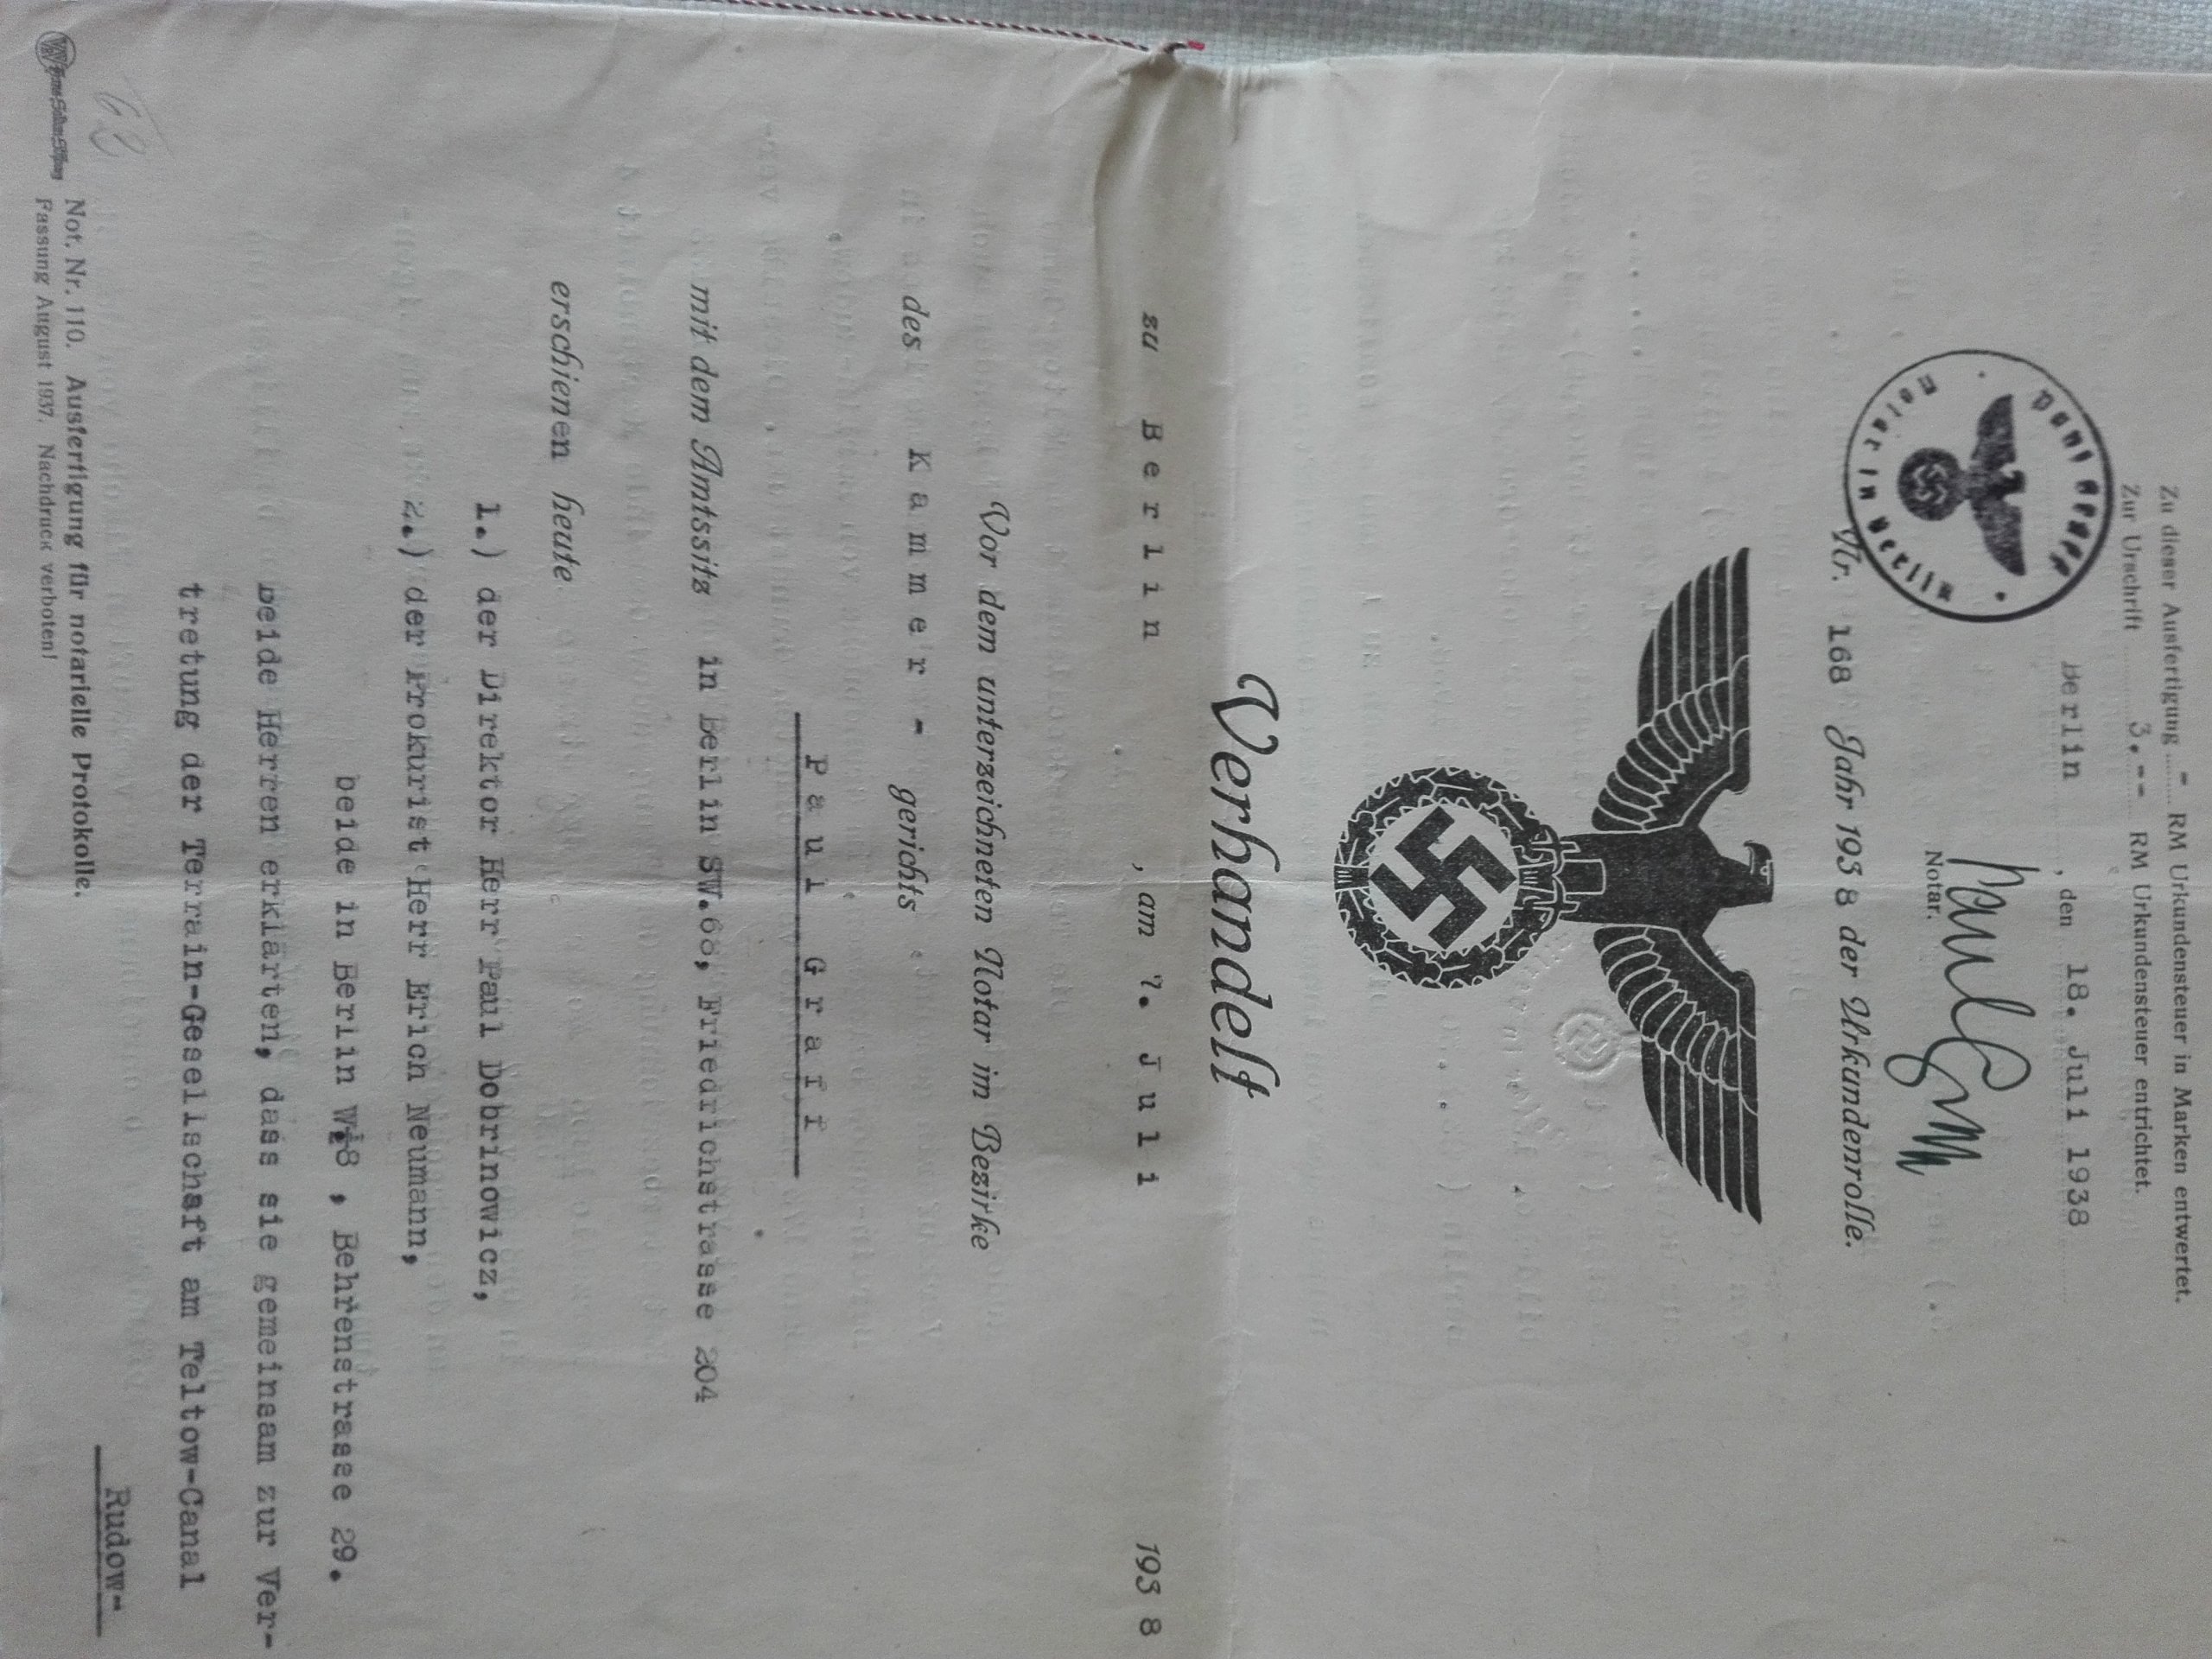 Zu dieser Ausfertigung - RM Urkundensteuer in Marken entwertet.
Zur Urschrift 3.-- RM Urkundensteuer entrichtet.
Berlin, den 18. Juli 1938
Paul Graff
Notar.
Paul Graff
Notar in Berlin
Nr. 168 Jahr 1938 der Urkundenrolle.
Verhandelt
zu Berlin, am 7. Juli 1938
Vor dem unterzeichneten Notar im Bezirke
des Kammer - gerichts
Paul Graff
mit dem Amtssitz in Berlin SW.68, Friedrichstrasse 204
erschienen heute
1.) der Direktor Herr Paul Dobrinowicz,
2.) der Prokurist Herr Erich Neumann,
beide in Berlin W. 8, Behrenstrasse 29.
Beide Herren erklärten, dass sie gemeinsam zur Ver-
tretung der Terrain-Gesellschaft am Teltow-Canal
Rudow-
62
Not. Nr. 110. Ausfertigung für notarielle Protokolle.
Fassung August 1937. Nachdruck verboten!